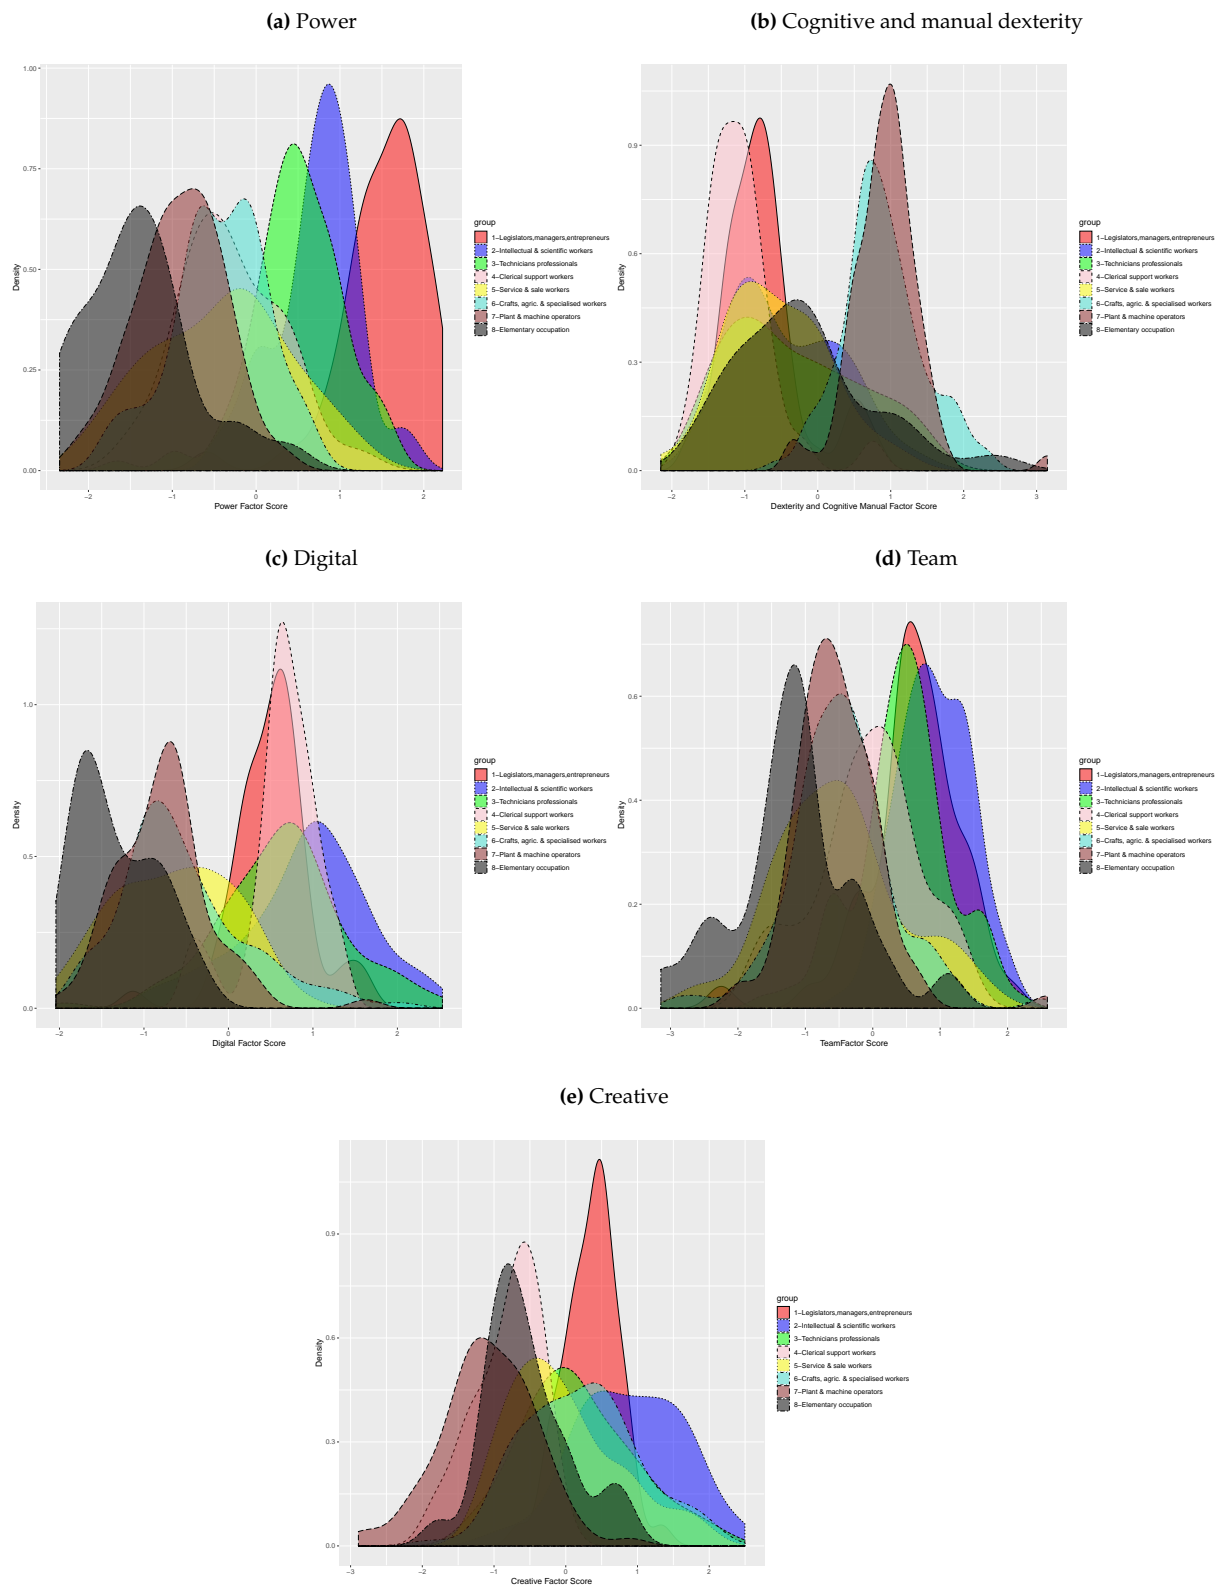 (a) Power
(b) Cognitive and manual dexterity
1.00
0.75
0.50
0.25
0.00
Density
−2 −1 0 1 2
Power Factor Score
group
1−Legislators,managers,entrepreneurs
2−Intellectual & scientific workers
3−Technicians professionals
4−Clerical support workers
5−Service & sale workers
6−Crafts, agric. & specialised workers
7−Plant & machine operators
8−Elementary occupation
0.9
0.6
0.3
0.0
Density
−2 −1 0 1 2 3
Dexterity and Cognitive Manual Factor Score
group
1−Legislators,managers,entrepreneurs
2−Intellectual & scientific workers
3−Technicians professionals
4−Clerical support workers
5−Service & sale workers
6−Crafts, agric. & specialised workers
7−Plant & machine operators
8−Elementary occupation
(c) Digital
(d) Team
1.0
0.5
0.0
Density
−2 −1 0 1 2
Digital Factor Score
group
1−Legislators,managers,entrepreneurs
2−Intellectual & scientific workers
3−Technicians professionals
4−Clerical support workers
5−Service & sale workers
6−Crafts, agric. & specialised workers
7−Plant & machine operators
8−Elementary occupation
0.6
0.4
0.2
0.0
Density
−3 −2 −1 0 1 2
TeamFactor Score
group
1−Legislators,managers,entrepreneurs
2−Intellectual & scientific workers
3−Technicians professionals
4−Clerical support workers
5−Service & sale workers
6−Crafts, agric. & specialised workers
7−Plant & machine operators
8−Elementary occupation
(e) Creative
0.9
0.6
0.3
0.0
Density
−3 −2 −1 0 1 2
Creative Factor Score
group
1−Legislators,managers,entrepreneurs
2−Intellectual & scientific workers
3−Technicians professionals
4−Clerical support workers
5−Service & sale workers
6−Crafts, agric. & specialised workers
7−Plant & machine operators
8−Elementary occupation